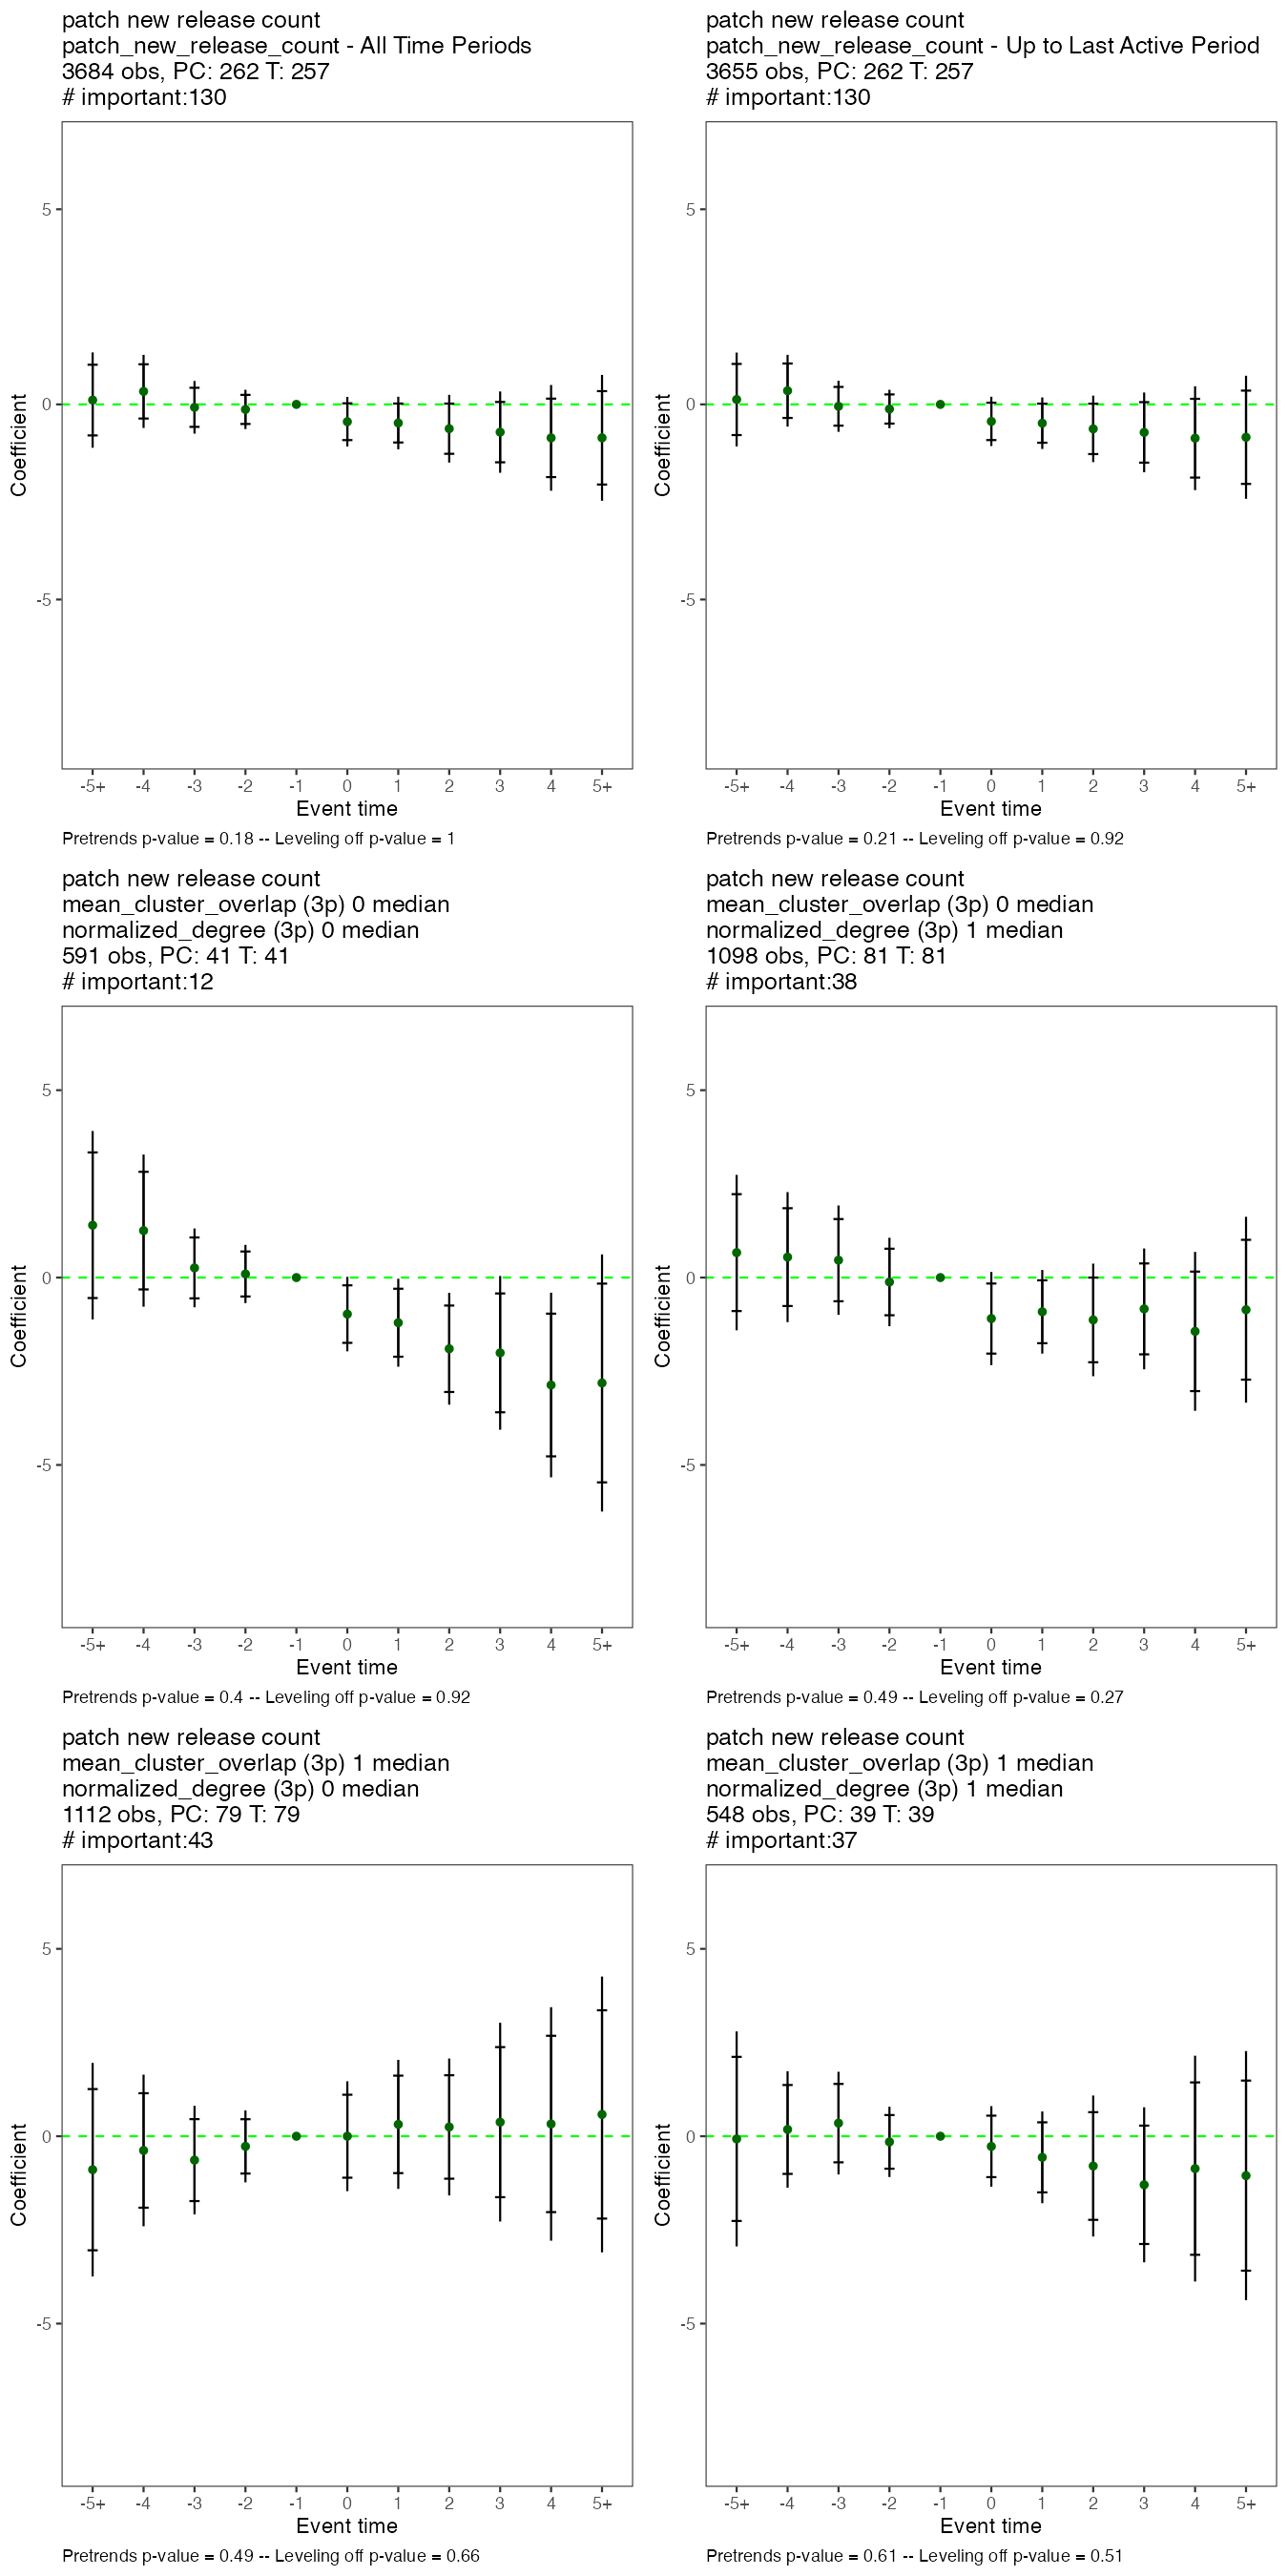 patch new release count
patch_new_release_count - All Time Periods
3684 obs, PC: 262 T: 257
# important:130
5
0
-5
Coefficient
-5+ -4 -3 -2 -1 0 1 2 3 4 5+
Event time
Pretrends p-value = 0.18 -- Leveling off p-value = 1
patch new release count
patch_new_release_count - Up to Last Active Period
3655 obs, PC: 262 T: 257
# important:130
5
0
-5
Coefficient
-5+ -4 -3 -2 -1 0 1 2 3 4 5+
Event time
Pretrends p-value = 0.21 -- Leveling off p-value = 0.92
patch new release count
mean_cluster_overlap (3p) 0 median
normalized_degree (3p) 0 median
591 obs, PC: 41 T: 41
# important:12
5
0
-5
Coefficient
-5+ -4 -3 -2 -1 0 1 2 3 4 5+
Event time
Pretrends p-value = 0.4 -- Leveling off p-value = 0.92
patch new release count
mean_cluster_overlap (3p) 0 median
normalized_degree (3p) 1 median
1098 obs, PC: 81 T: 81
# important:38
5
0
-5
Coefficient
-5+ -4 -3 -2 -1 0 1 2 3 4 5+
Event time
Pretrends p-value = 0.49 -- Leveling off p-value = 0.27
patch new release count
mean_cluster_overlap (3p) 1 median
normalized_degree (3p) 0 median
1112 obs, PC: 79 T: 79
# important:43
5
0
-5
Coefficient
-5+ -4 -3 -2 -1 0 1 2 3 4 5+
Event time
Pretrends p-value = 0.49 -- Leveling off p-value = 0.66
patch new release count
mean_cluster_overlap (3p) 1 median
normalized_degree (3p) 1 median
548 obs, PC: 39 T: 39
# important:37
5
0
-5
Coefficient
-5+ -4 -3 -2 -1 0 1 2 3 4 5+
Event time
Pretrends p-value = 0.61 -- Leveling off p-value = 0.51